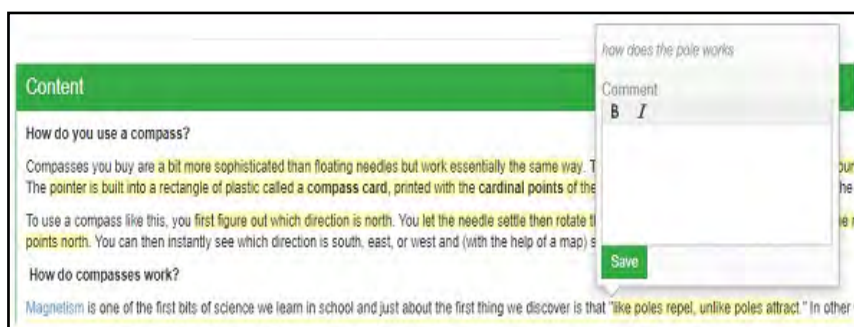 how does the pole works
Content
Comment
B I
How do you use a compass?
Compasses you buy are a bit more sophisticated than floating needles but work essentially the same way. T
The pointer is built into a rectangle of plastic called a compass card, printed with the cardinal points of the he
To use a compass like this, you first figure out which direction is north. You let the needle settle then rotate
points north. You can then instantly see which direction is south, east, or west and (with the help of a map) s
Save
How do compasses work?
Magnetism is one of the first bits of science we learn in school and just about the first thing we discover is that "like poles repel, unlike poles attract." In other